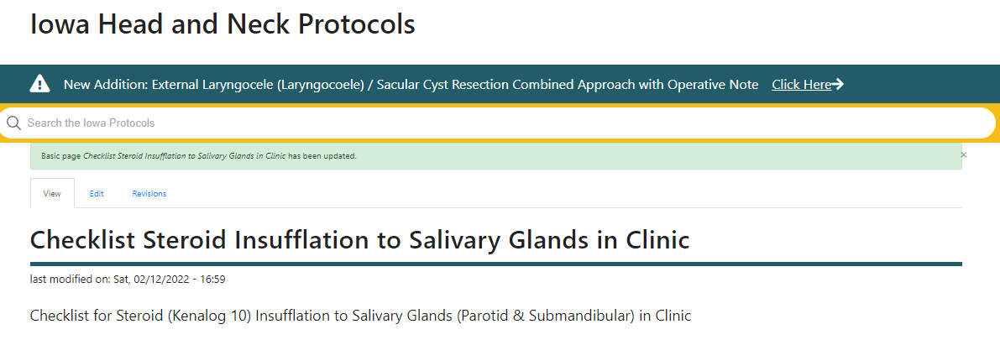 Iowa Head and Neck Protocols
New Addition: External Laryngocele (Laryngocoele) / Sacular Cyst Resection Combined Approach with Operative Note Click Here→
Search the Iowa Protocols
Basic page Checklist Steroid Insufflation to Salivary Glands in Clinic has been updated.
×
View Edit Revisions
Checklist Steroid Insufflation to Salivary Glands in Clinic
last modified on: Sat, 02/12/2022 - 16:59
Checklist for Steroid (Kenalog 10) Insufflation to Salivary Glands (Parotid & Submandibular) in Clinic